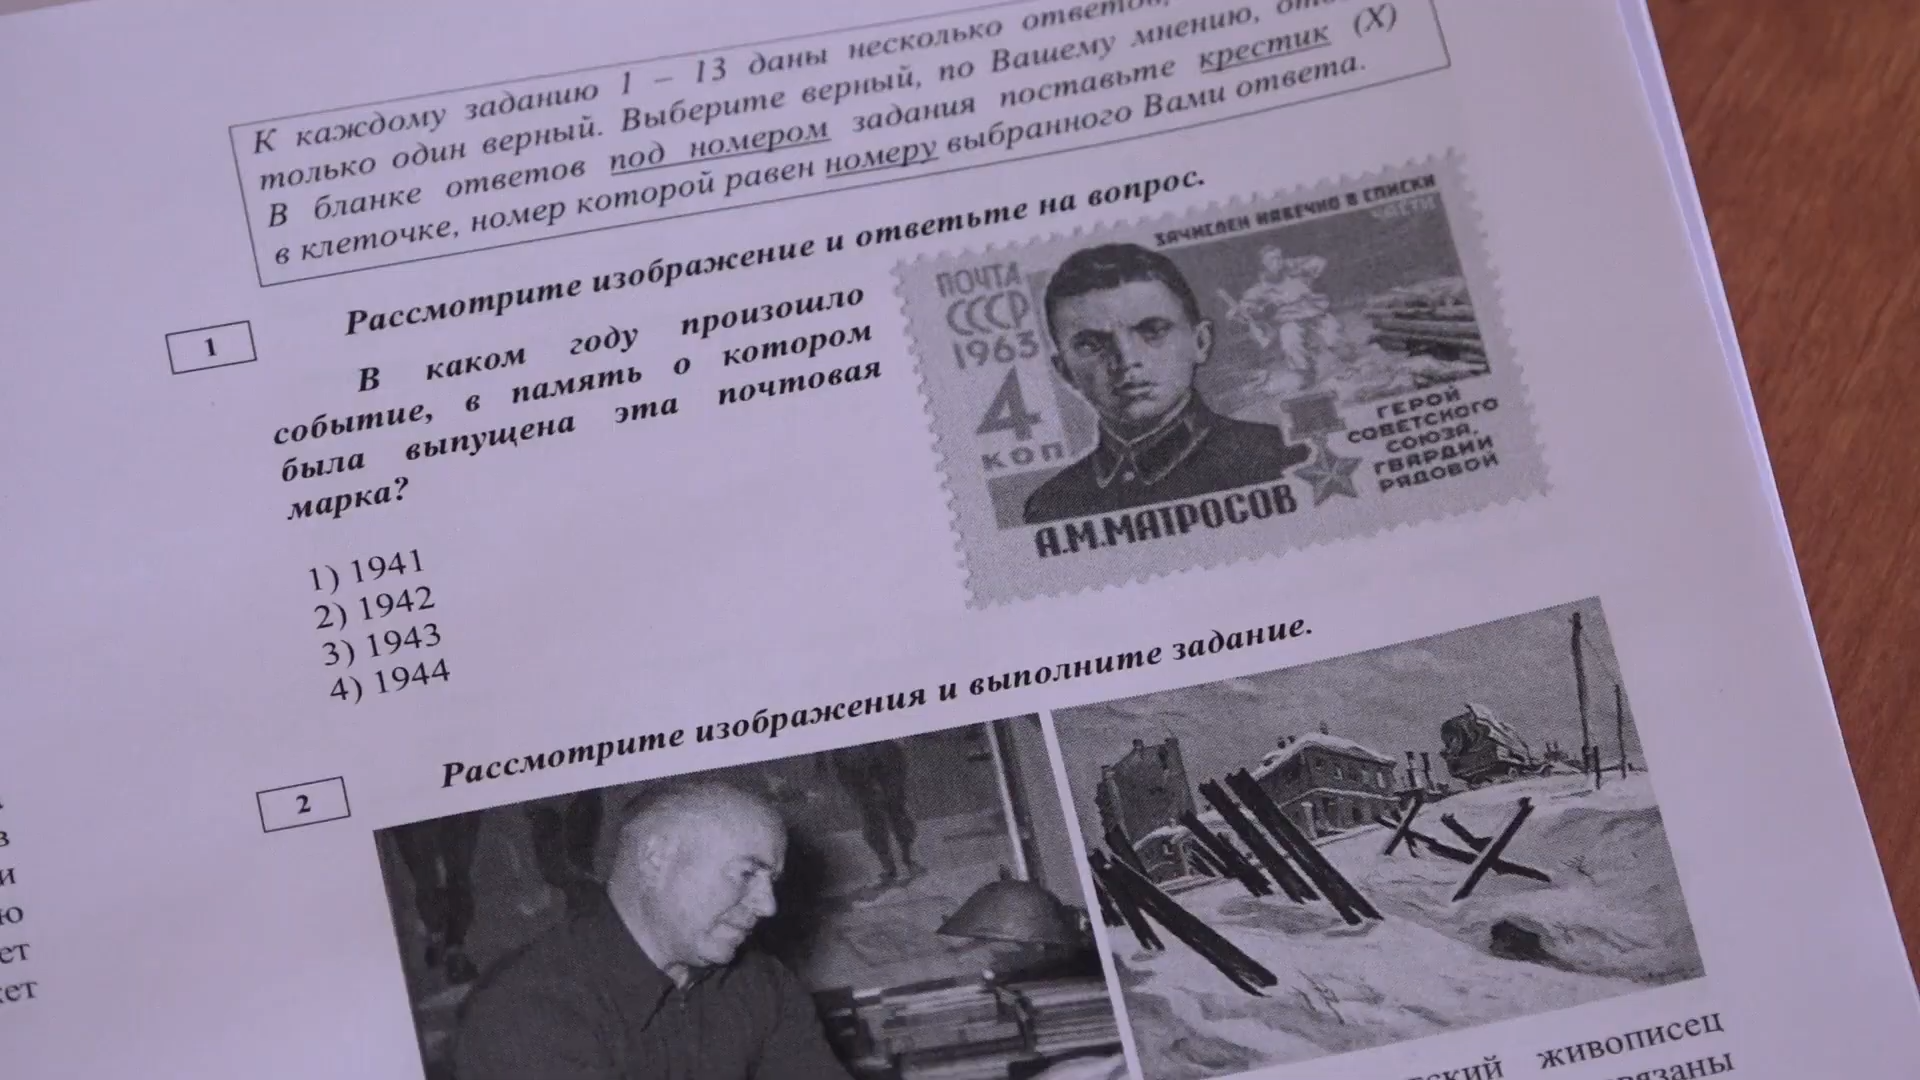 К каждому заданию 1 – 13 даны несколько ответов,
только один верный. Выберите верный, по Вашему мнению,
В бланке ответов под номером задания поставьте крестик (X)
в клеточке, номер которой равен номеру выбранного Вами ответа.
1
Рассмотрите изображение и ответьте на вопрос.
В каком году произошло
событие, в память о котором
была выпущена эта почтовая
марка?
1) 1941
2) 1942
3) 1943
4) 1944
ЗАЧИСЛЕН НАВЕЧНО В СПИСКИ
ЧАСТИ
ПОЧТА
СССР
1963
4
КОП
ГЕРОЙ
СОВЕТСКОГО
СОЮЗА,
ГВАРДИИ
РЯДОВОЙ
А.М.МАТРОСОВ
2
Рассмотрите изображения и выполните задание.
живописец